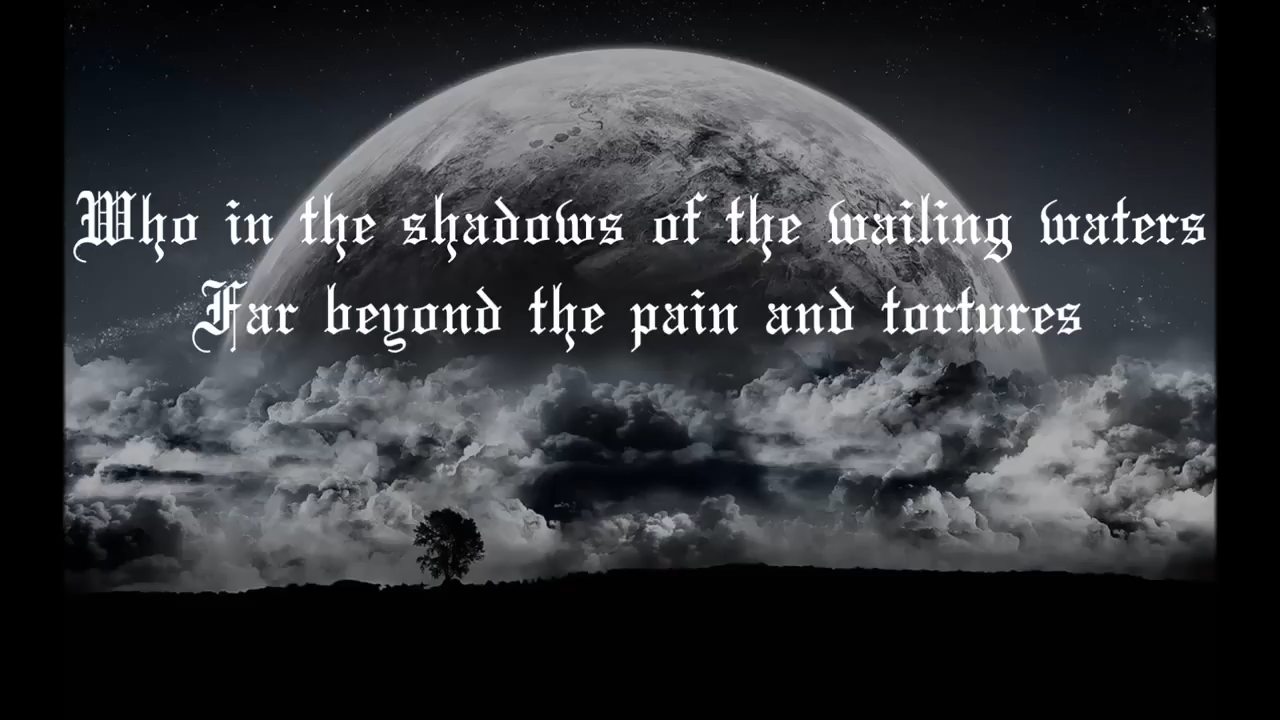 Who in the shadows of the wailing waters
Far beyond the pain and tortures